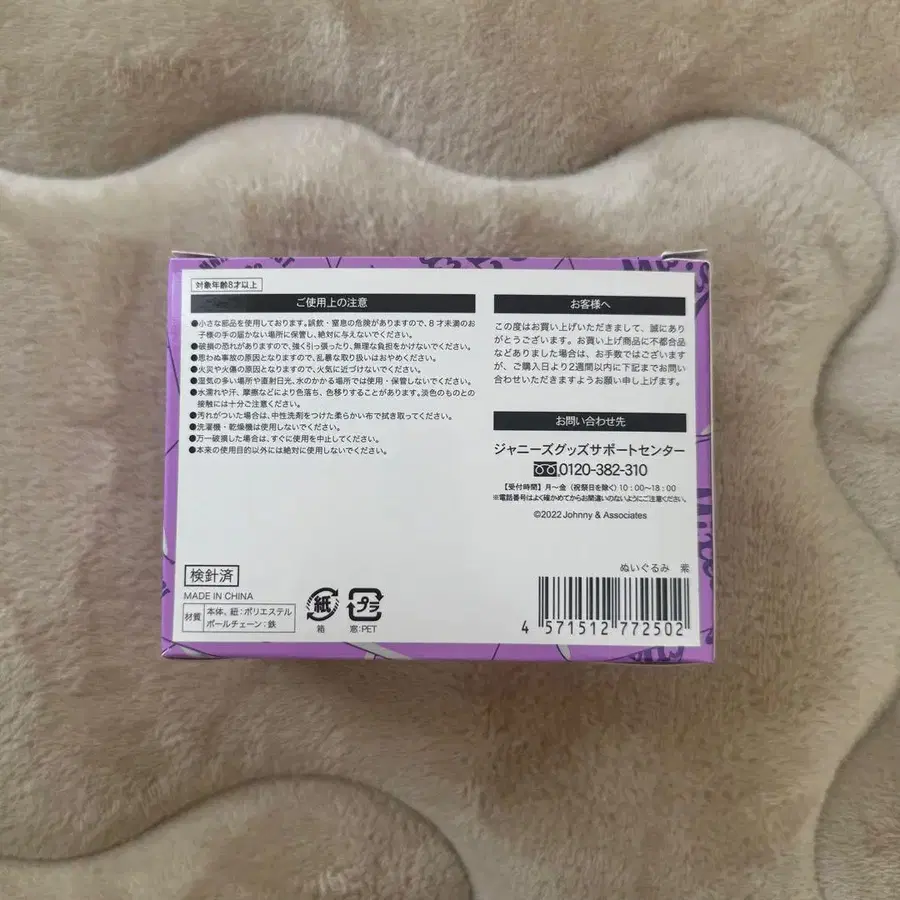 対象年齢8才以上
ご使用上の注意
●小さな部品を使用しております。誤飲・窒息の危険がありますので、8才未満のお
子様の手の届かない場所に保管し、絶対に与えないでください。
●破損の恐れがありますので、強く引っ張ったり、無理な負担をかけないでください。
●思わぬ事故の原因となりますので、乱暴な取り扱いはおやめください。
●火災や火傷の原因となりますので、火気に近づけないでください。
●湿気の多い場所や直射日光、水のかかる場所では使用・保管しないでください。
●水濡れや汗、摩擦などにより色落ち、色移りすることがあります。淡色のものとの
接触には十分ご注意ください。
●汚れがついた場合は、中性洗剤をつけた柔らかい布で拭き取ってください。
●洗濯機・乾燥機は使用しないでください。
●万一破損した場合は、すぐに使用を中止してください。
●本来の使用目的以外には絶対に使用しないでください。
検針済
MADE IN CHINA
材質
本体、紐：ポリエステル
ボールチェーン：鉄
紙
箱
プラ
窓:PET
お客様へ
この度はお買い上げいただきまして、誠にあり
がとうございます。お買い上げ商品に不都合品
などありました場合は、お手数ではございます
が、ご購入日より2週間以内に下記までお問い
合わせいただきますようお願い申し上げます。
お問い合わせ先
ジャニーズグッズサポートセンター
0120-382-310
【受付時間】月～金（祝祭日を除く）10：00～18：00
※電話番号はよく確かめてからお間違いのないようにご注意ください。
©2022 Johnny & Associates
ぬいぐるみ 紫
4 571512 772502